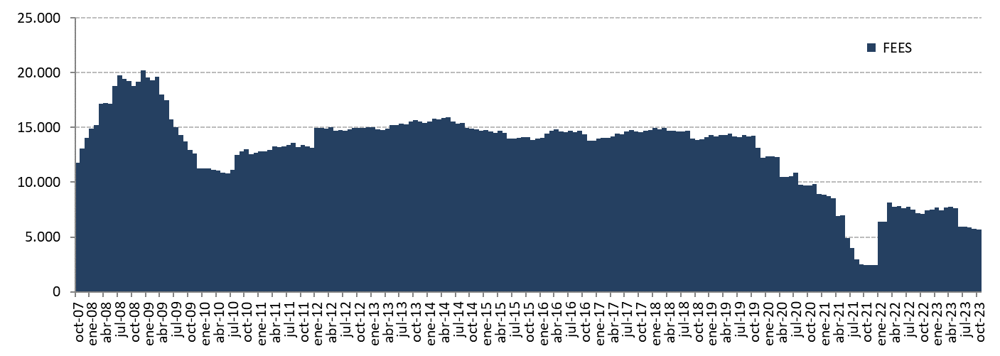 25.000
FEES
20.000
15.000
10.000
5.000
0
oct-07
ene-08
abr-08
jul-08
oct-08
ene-09
abr-09
jul-09
oct-09
ene-10
abr-10
jul-10
oct-10
ene-11
abr-11
jul-11
oct-11
ene-12
abr-12
jul-12
oct-12
ene-13
abr-13
jul-13
oct-13
ene-14
abr-14
jul-14
oct-14
ene-15
abr-15
jul-15
oct-15
ene-16
abr-16
jul-16
oct-16
ene-17
abr-17
jul-17
oct-17
ene-18
abr-18
jul-18
oct-18
ene-19
abr-19
jul-19
oct-19
ene-20
abr-20
jul-20
oct-20
ene-21
abr-21
jul-21
oct-21
ene-22
abr-22
jul-22
oct-22
ene-23
abr-23
jul-23
oct-23